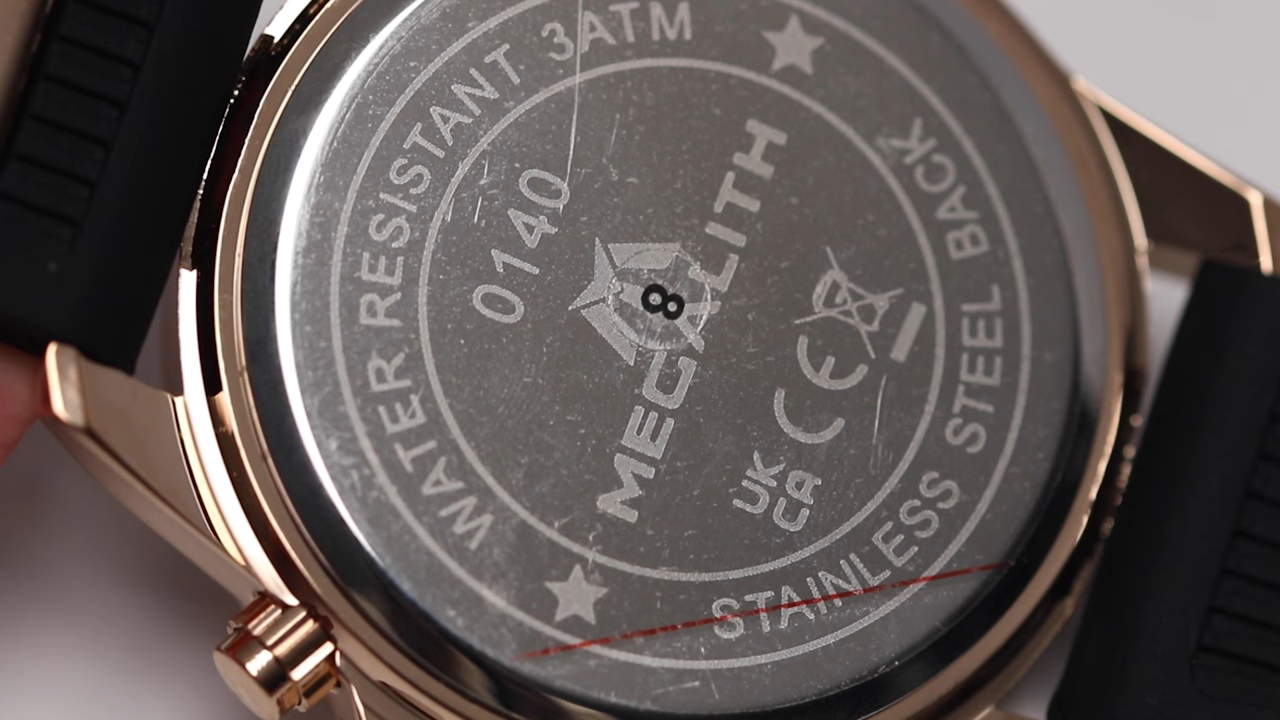 WATER RESISTANT 3ATM
STAINLESS STEEL BACK
0140
8
MEGALITH
CE
UK
CA